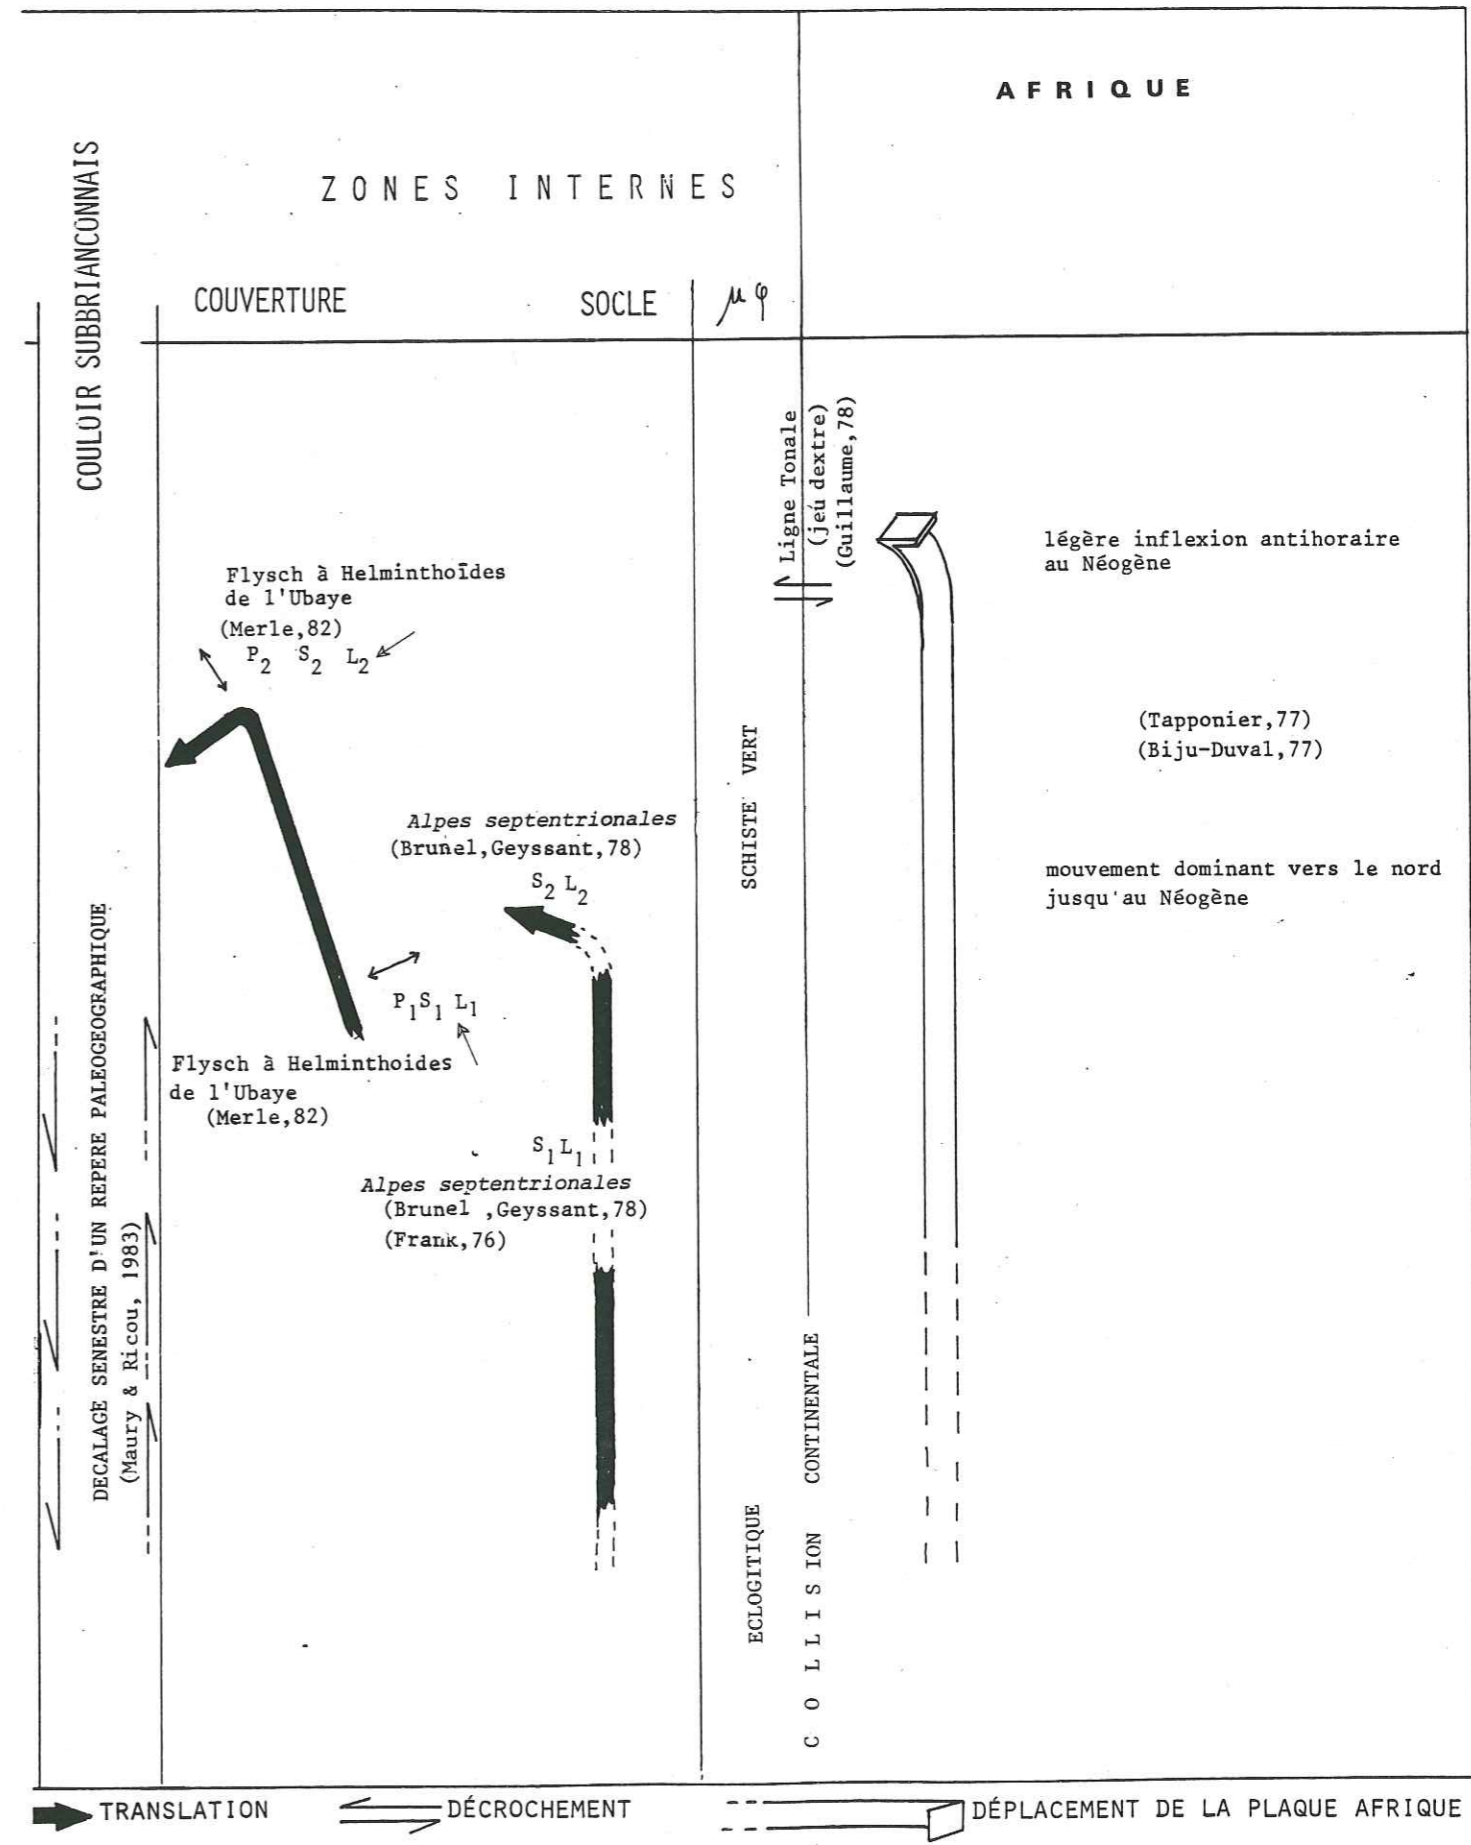 AFRIQUE
ZONES INTERNES
COULOIR SUBBRIANCONNAIS
COUVERTURE
SOCLE
μφ
Ligne Tonale
(jeu dextre)
(Guillaume,78)
légère inflexion antihoraire
au Néogène
Flysch à Helminthoïdes
de l'Ubaye
(Merle,82)
P2 S2 L2
(Tapponier,77)
(Biju-Duval,77)
SCHISTE VERT
Alpes septentrionales
(Brunel,Geyssant,78)
S2 L2
mouvement dominant vers le nord
jusqu'au Néogène
DECALAGE SENESTRE D'UN REPERE PALEOGEOGRAPHIQUE
(Maury & Ricou, 1983)
P1S1 L1
Flysch à Helminthoides
de l'Ubaye
(Merle,82)
S1L1
Alpes septentrionales
(Brunel ,Geyssant,78)
(Frank,76)
ECLOGITIQUE
COLLISION CONTINENTALE
TRANSLATION
DÉCROCHEMENT
DÉPLACEMENT DE LA PLAQUE AFRIQUE